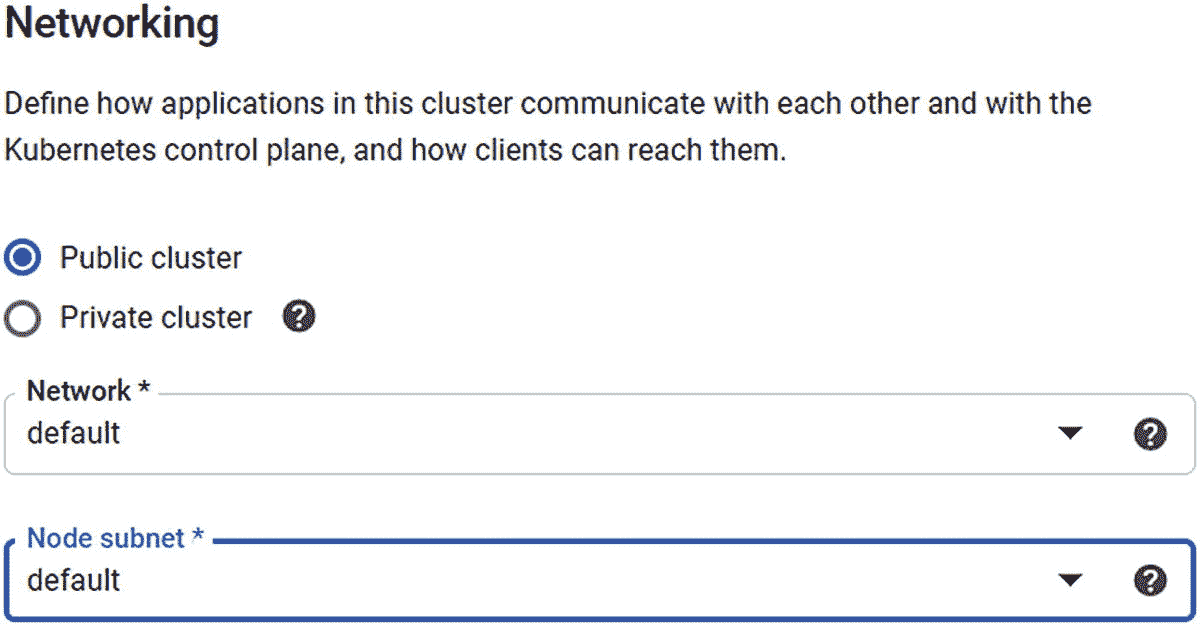 Networking
Define how applications in this cluster communicate with each other and with the
Kubernetes control plane, and how clients can reach them.
Public cluster
Private cluster ?
Network *
default ?
Node subnet *
default ?